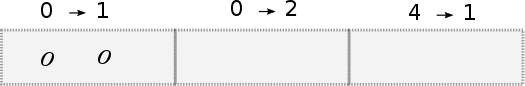 0 → 1 0 → 2 4 → 1
o o